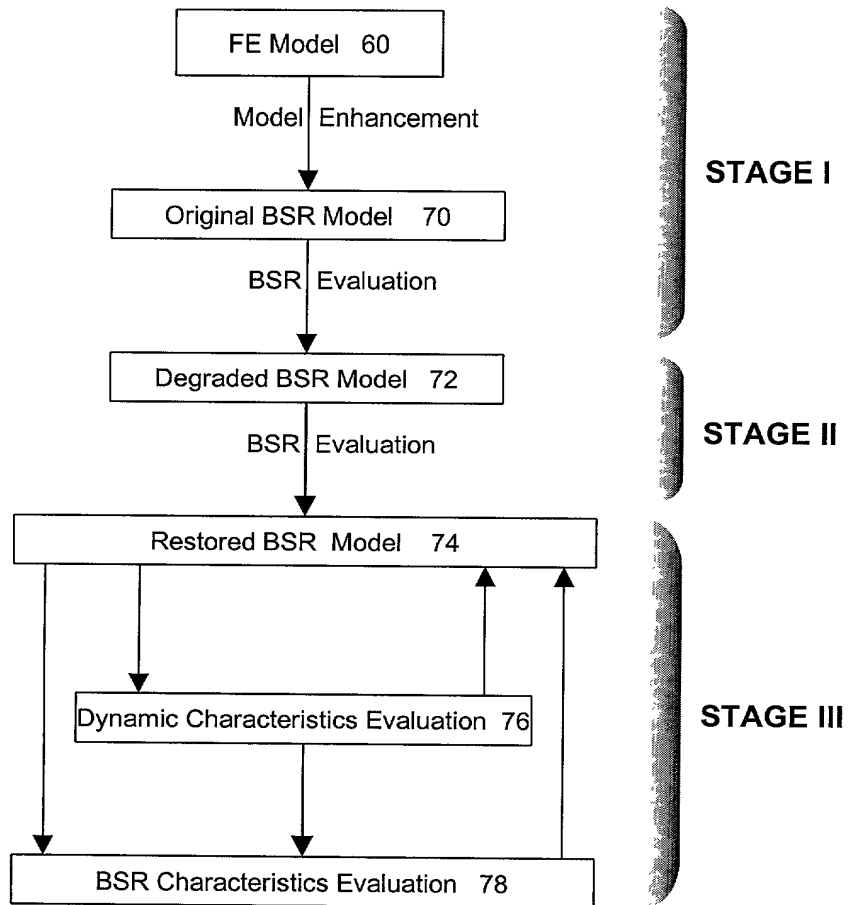 FE Model 60
Model Enhancement
STAGE I
Original BSR Model 70
BSR Evaluation
Degraded BSR Model 72
STAGE II
BSR Evaluation
Restored BSR Model 74
Dynamic Characteristics Evaluation 76
STAGE III
BSR Characteristics Evaluation 78